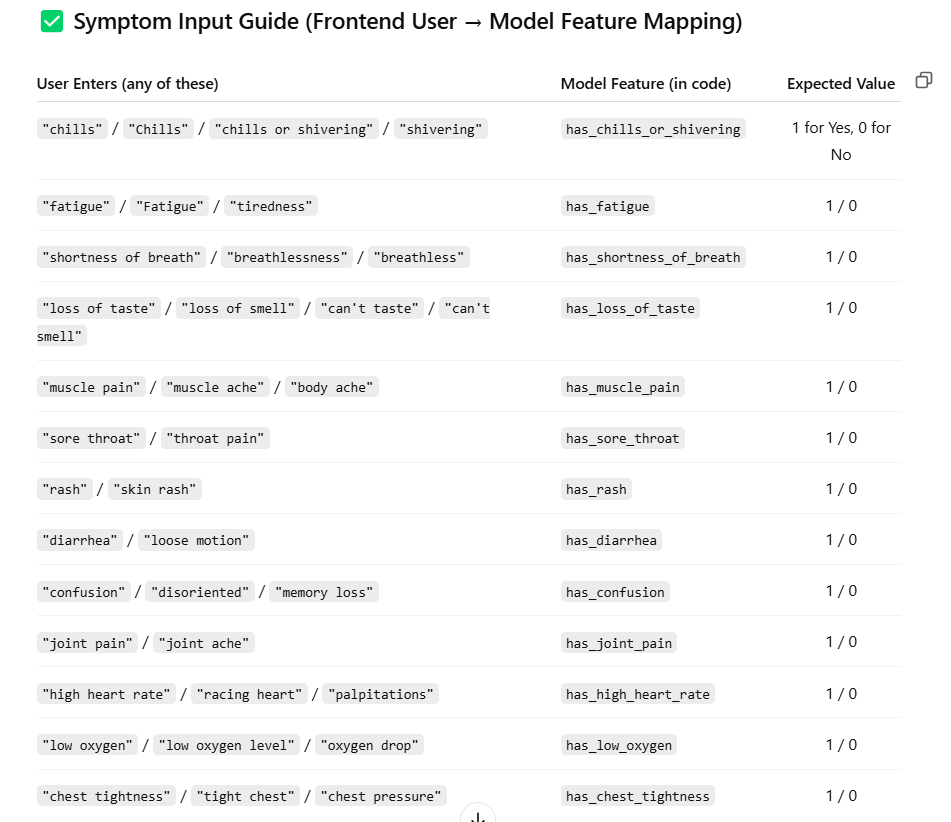 ✅ Symptom Input Guide (Frontend User → Model Feature Mapping)
User Enters (any of these) Model Feature (in code) Expected Value
"chills" / "Chills" / "chills or shivering" / "shivering" has_chills_or_shivering 1 for Yes, 0 for
No
"fatigue" / "Fatigue" / "tiredness" has_fatigue 1 / 0
"shortness of breath" / "breathlessness" / "breathless" has_shortness_of_breath 1 / 0
"loss of taste" / "loss of smell" / "can't taste" / "can't has_loss_of_taste 1 / 0
smell"
"muscle pain" / "muscle ache" / "body ache" has_muscle_pain 1 / 0
"sore throat" / "throat pain" has_sore_throat 1 / 0
"rash" / "skin rash" has_rash 1 / 0
"diarrhea" / "loose motion" has_diarrhea 1 / 0
"confusion" / "disoriented" / "memory loss" has_confusion 1 / 0
"joint pain" / "joint ache" has_joint_pain 1 / 0
"high heart rate" / "racing heart" / "palpitations" has_high_heart_rate 1 / 0
"low oxygen" / "low oxygen level" / "oxygen drop" has_low_oxygen 1 / 0
"chest tightness" / "tight chest" / "chest pressure" has_chest_tightness 1 / 0